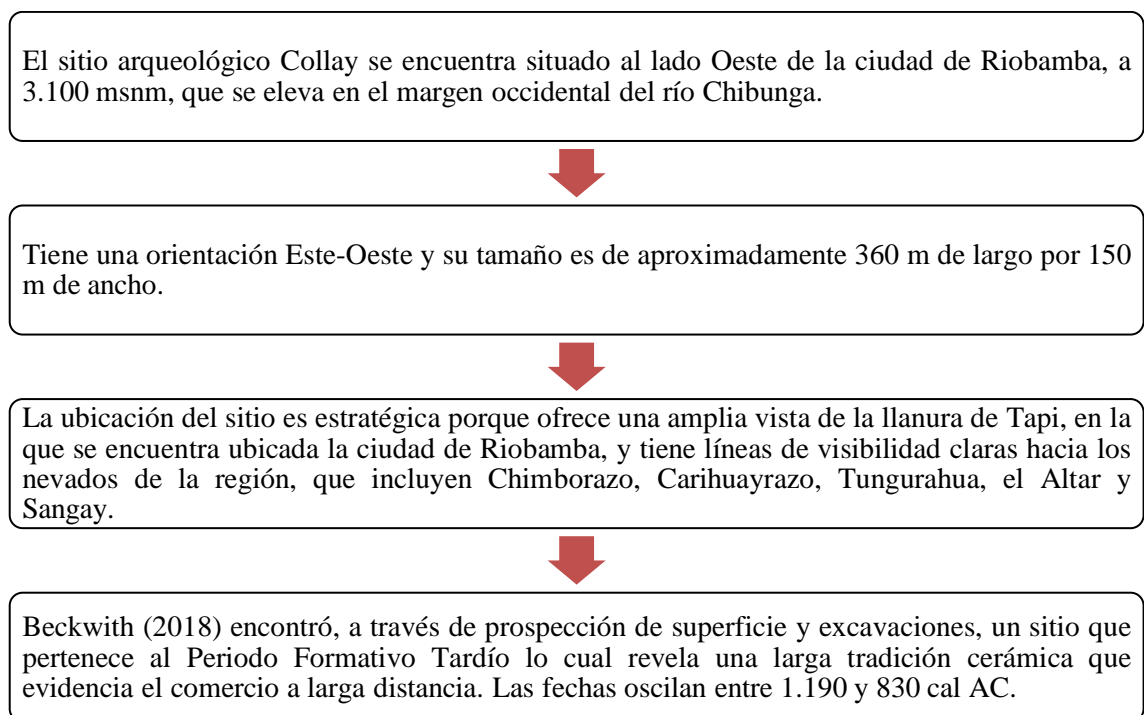 El sitio arqueológico Collay se encuentra situado al lado Oeste de la ciudad de Riobamba, a
3.100 msnm, que se eleva en el margen occidental del río Chibunga.
Tiene una orientación Este-Oeste y su tamaño es de aproximadamente 360 m de largo por 150
m de ancho.
La ubicación del sitio es estratégica porque ofrece una amplia vista de la llanura de Tapi, en la
que se encuentra ubicada la ciudad de Riobamba, y tiene líneas de visibilidad claras hacia los
nevados de la región, que incluyen Chimborazo, Carihuayrazo, Tungurahua, el Altar y
Sangay.
Beckwith (2018) encontró, a través de prospección de superficie y excavaciones, un sitio que
pertenece al Periodo Formativo Tardío lo cual revela una larga tradición cerámica que
evidencia el comercio a larga distancia. Las fechas oscilan entre 1.190 y 830 cal AC.